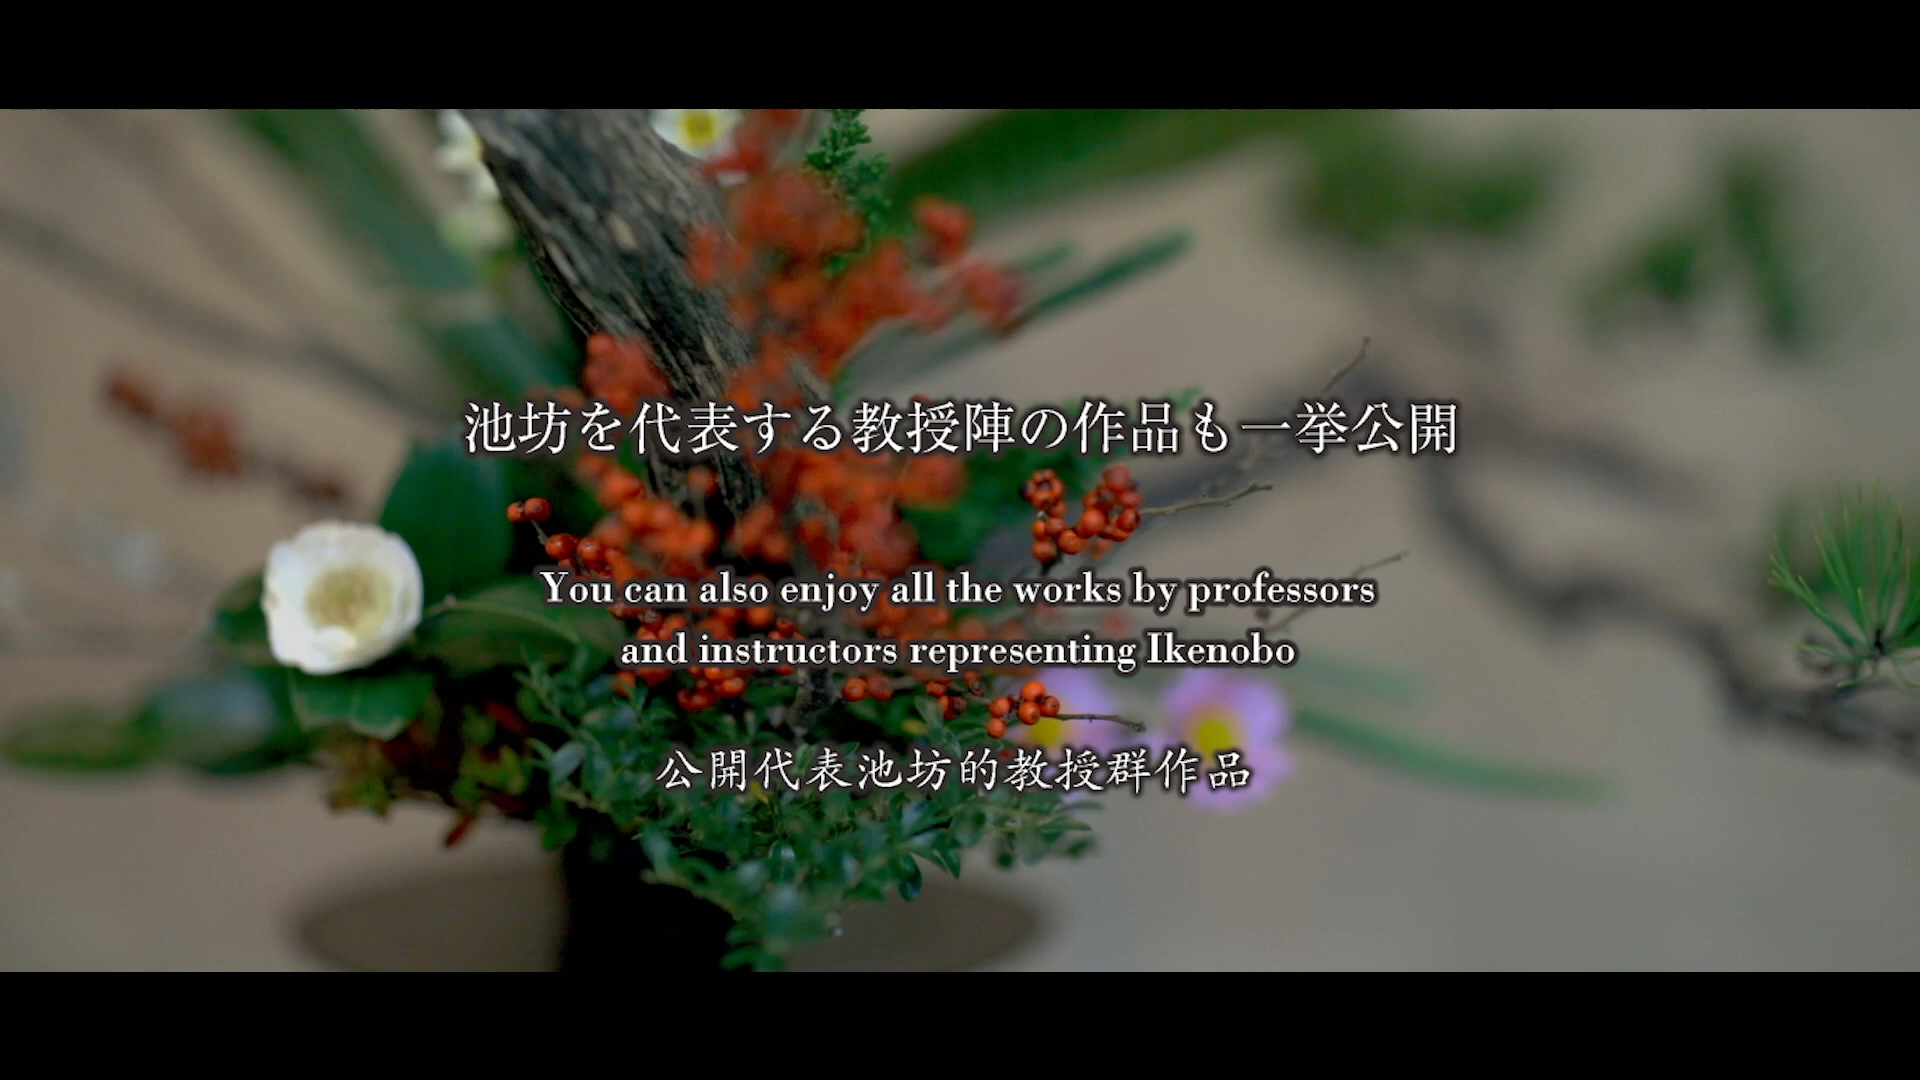 池坊を代表する教授陣の作品も一挙公開
You can also enjoy all the works by professors
and instructors representing Ikenobo
公開代表池坊的教授群作品